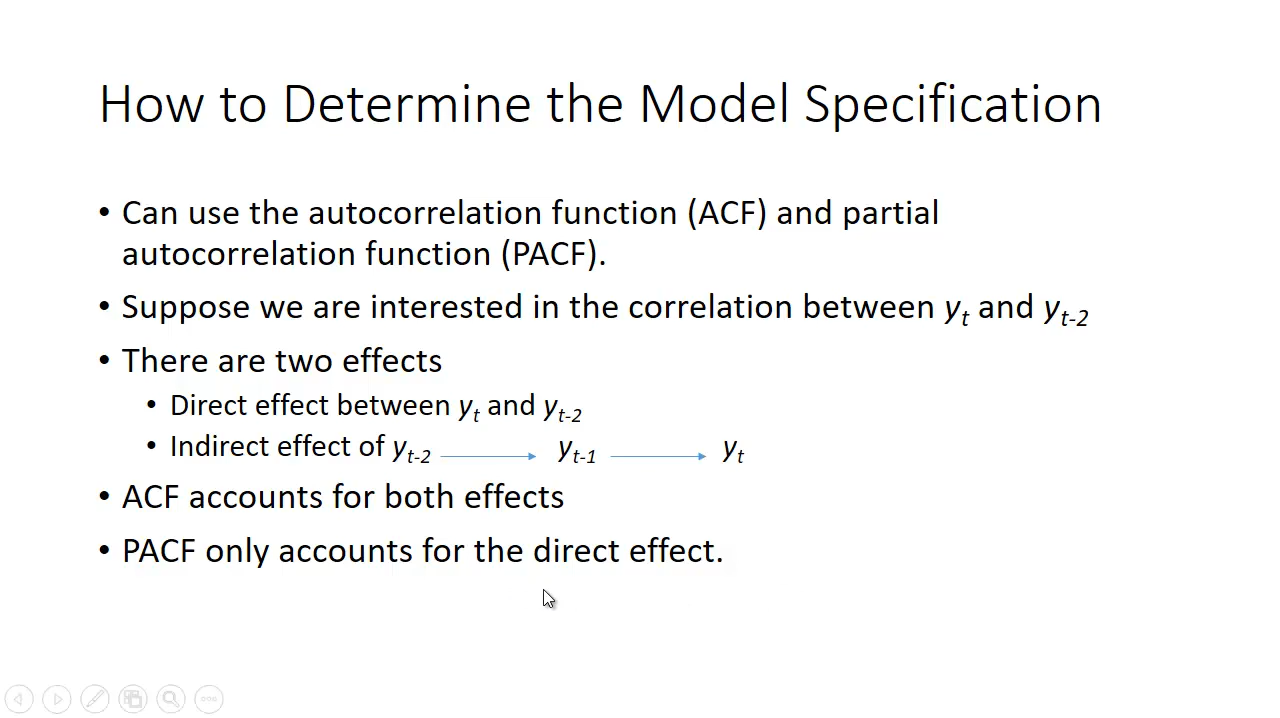 How to Determine the Model Specification
• Can use the autocorrelation function (ACF) and partial
autocorrelation function (PACF).
• Suppose we are interested in the correlation between yt and yt-2
• There are two effects
• Direct effect between yt and yt-2
• Indirect effect of yt-2 yt-1 yt
• ACF accounts for both effects
• PACF only accounts for the direct effect.